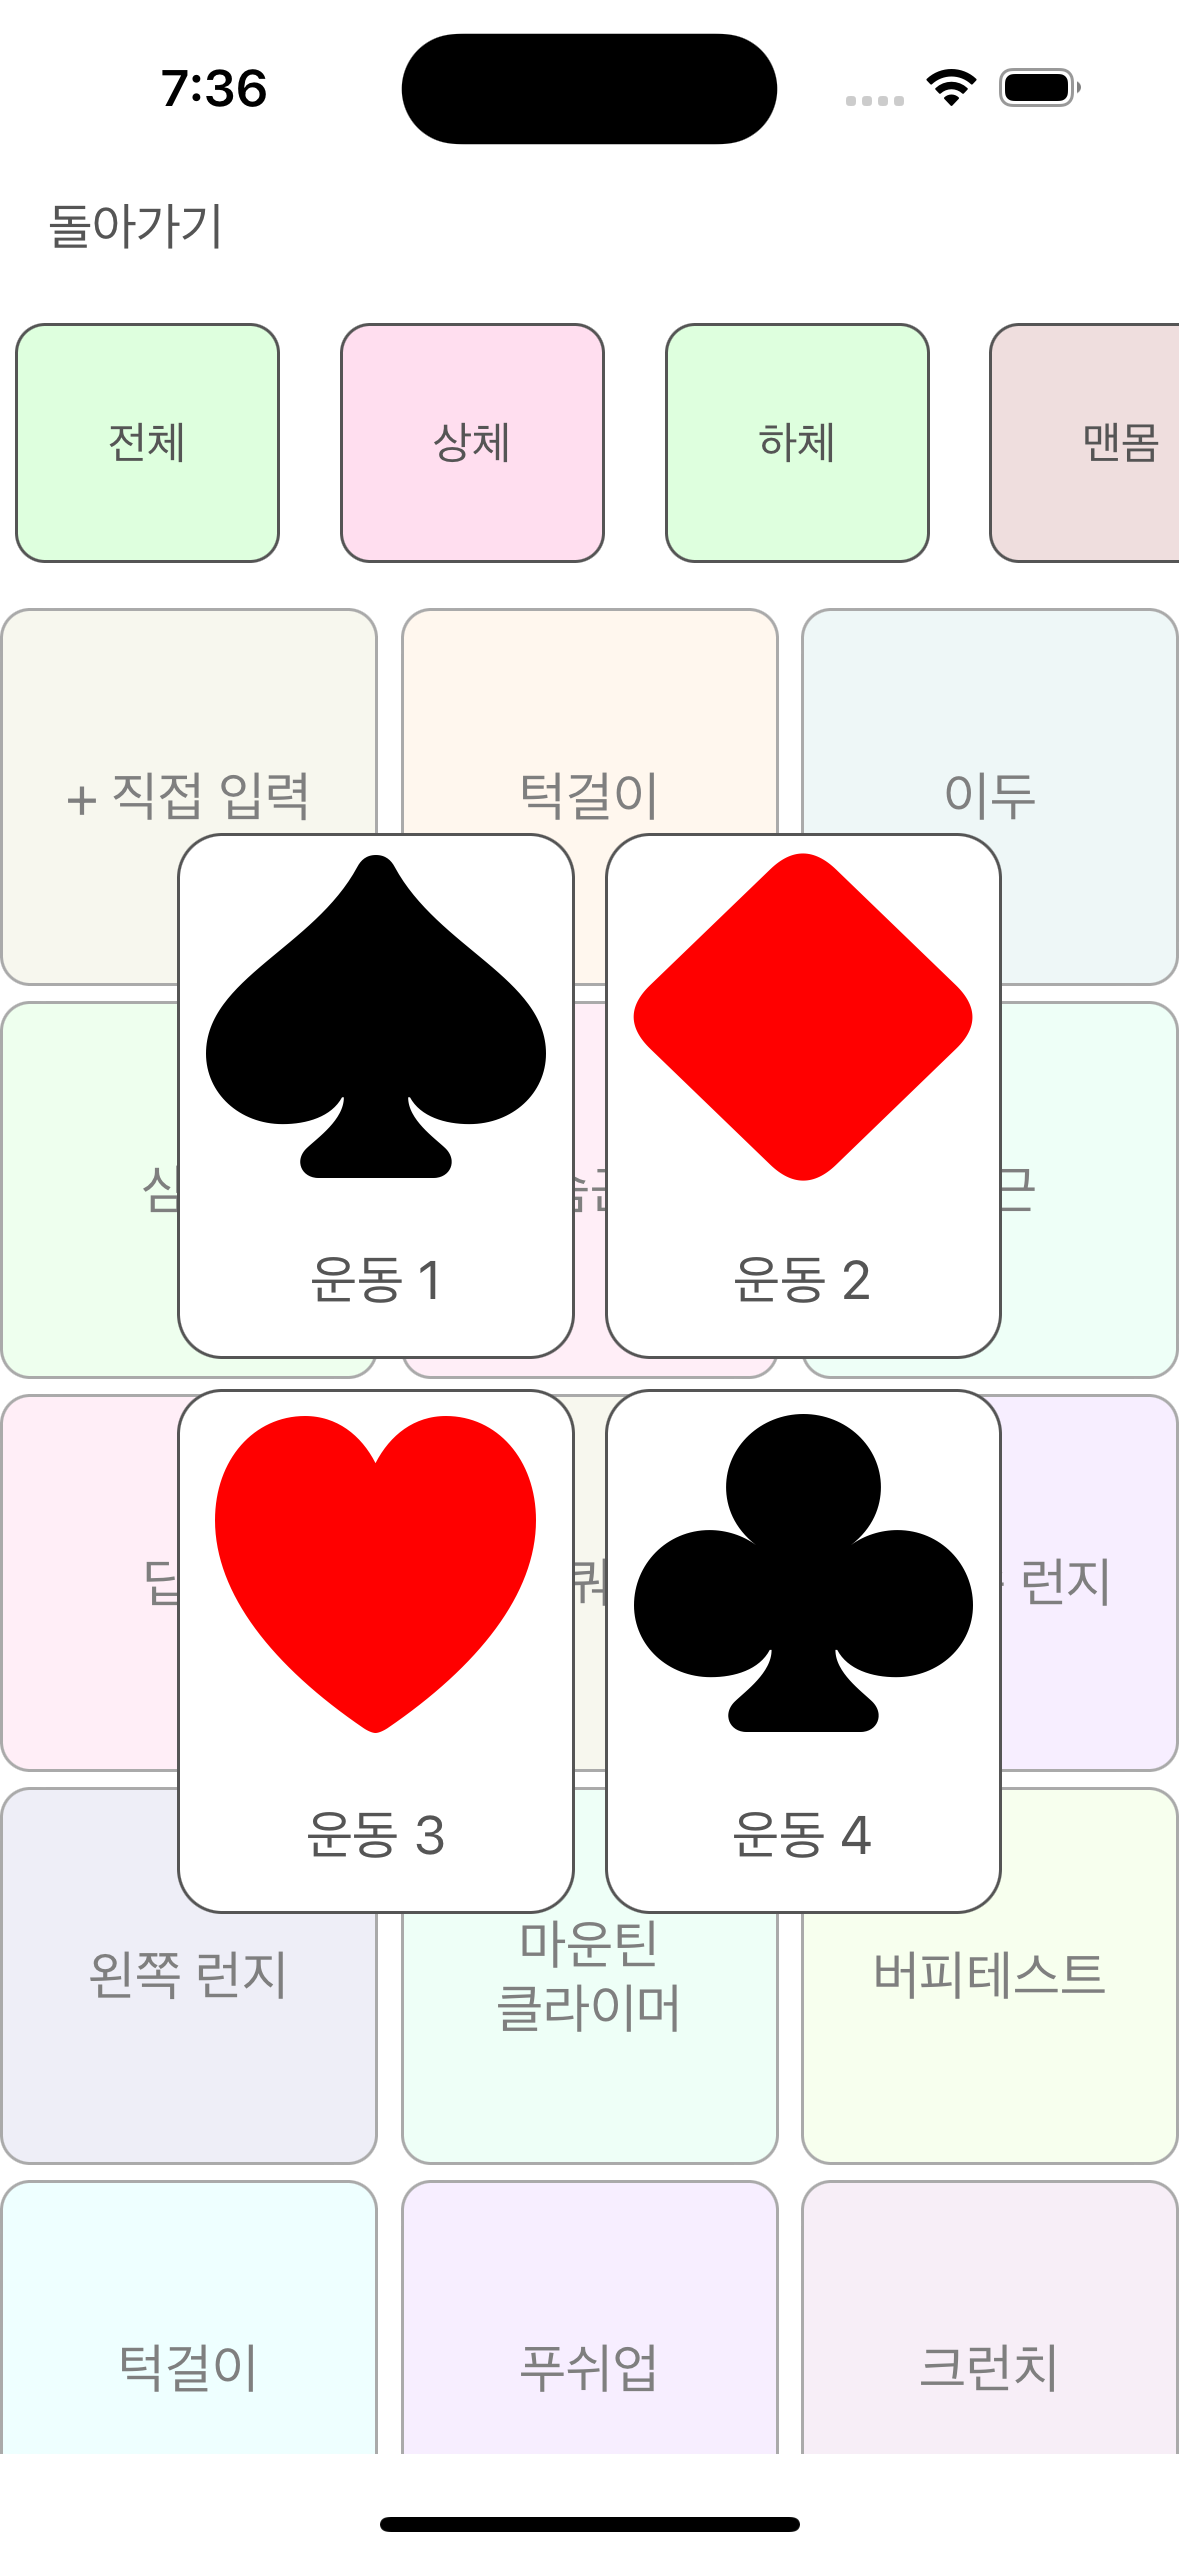 7:36
돌아가기
전체
상체
하체
맨몸
+ 직접 입력
턱걸이
이두
근
운동 1
운동 2
런지
운동 3
운동 4
왼쪽 런지
마운틴
클라이머
버피테스트
턱걸이
푸쉬업
크런치